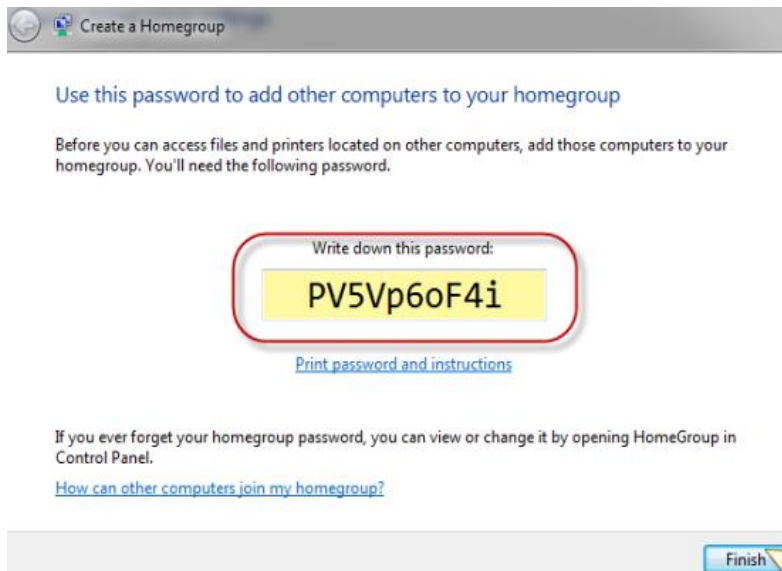 Create a Homegroup
Use this password to add other computers to your homegroup
Before you can access files and printers located on other computers, add those computers to your
homegroup. You'll need the following password.
Write down this password:
PV5Vp6oF4i
Print password and instructions
If you ever forget your homegroup password, you can view or change it by opening HomeGroup in
Control Panel.
How can other computers join my homegroup?
Finish